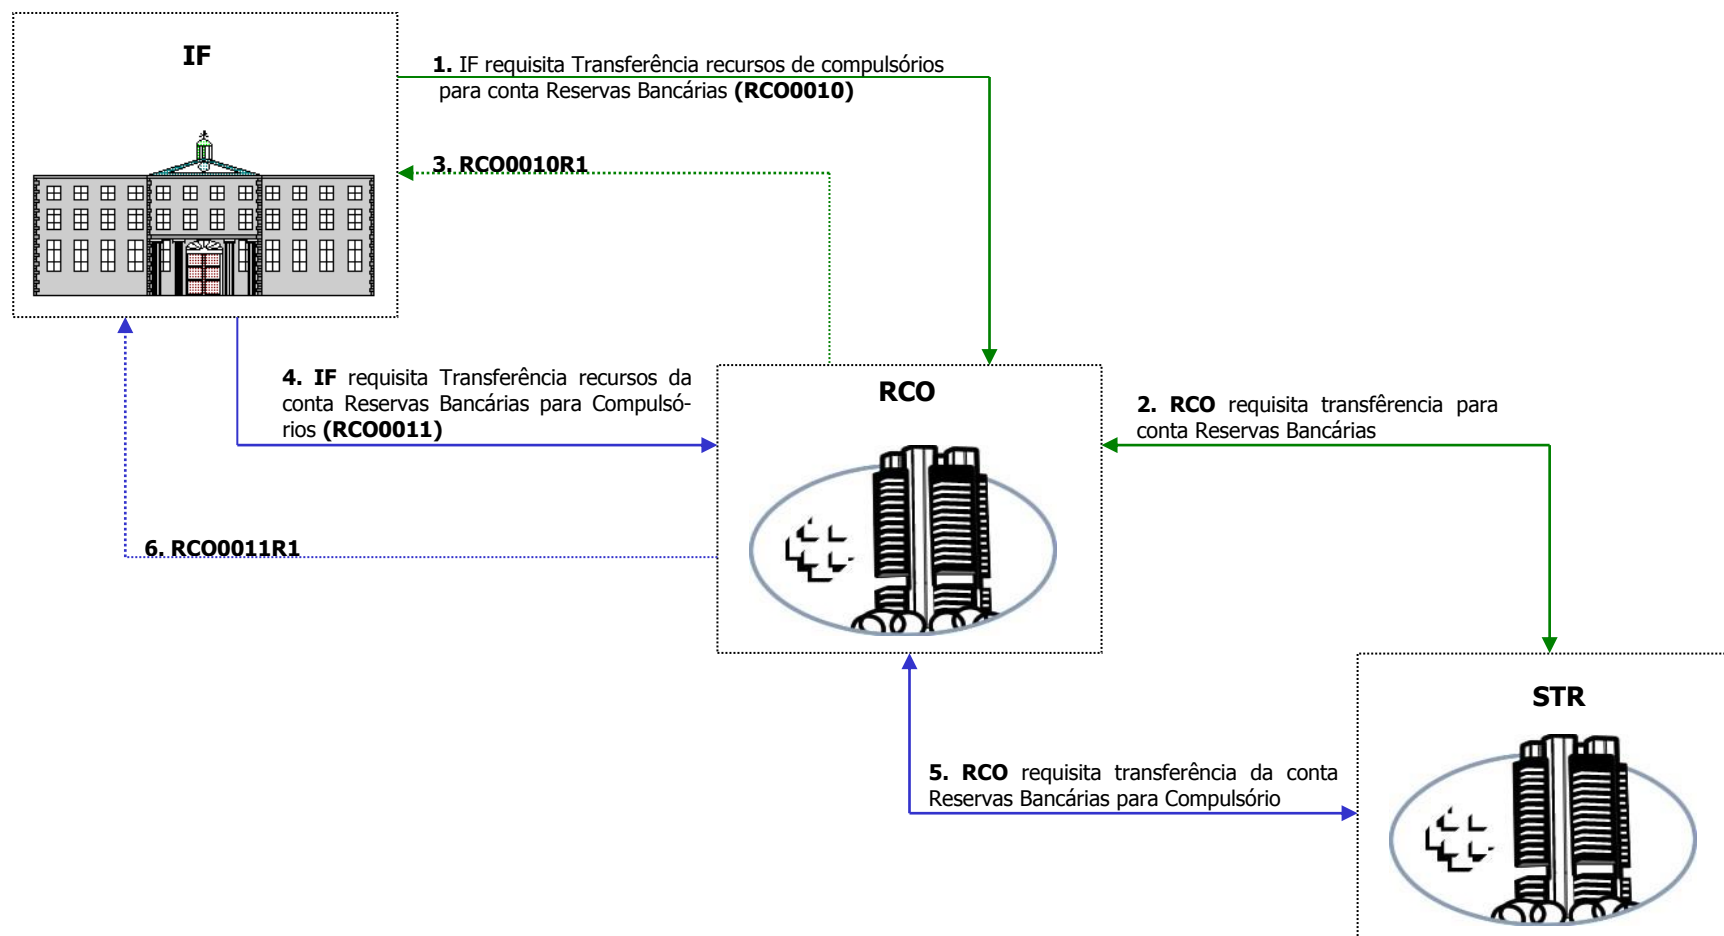 IF
1. IF requisita Transferência recursos de compulsórios
para conta Reservas Bancárias (RCO0010)
3. RCO0010R1
4. IF requisita Transferência recursos da
conta Reservas Bancárias para Compulsó-
rios (RCO0011)
RCO
2. RCO requisita transfêrencia para
conta Reservas Bancárias
6. RCO0011R1
STR
5. RCO requisita transferência da conta
Reservas Bancárias para Compulsório